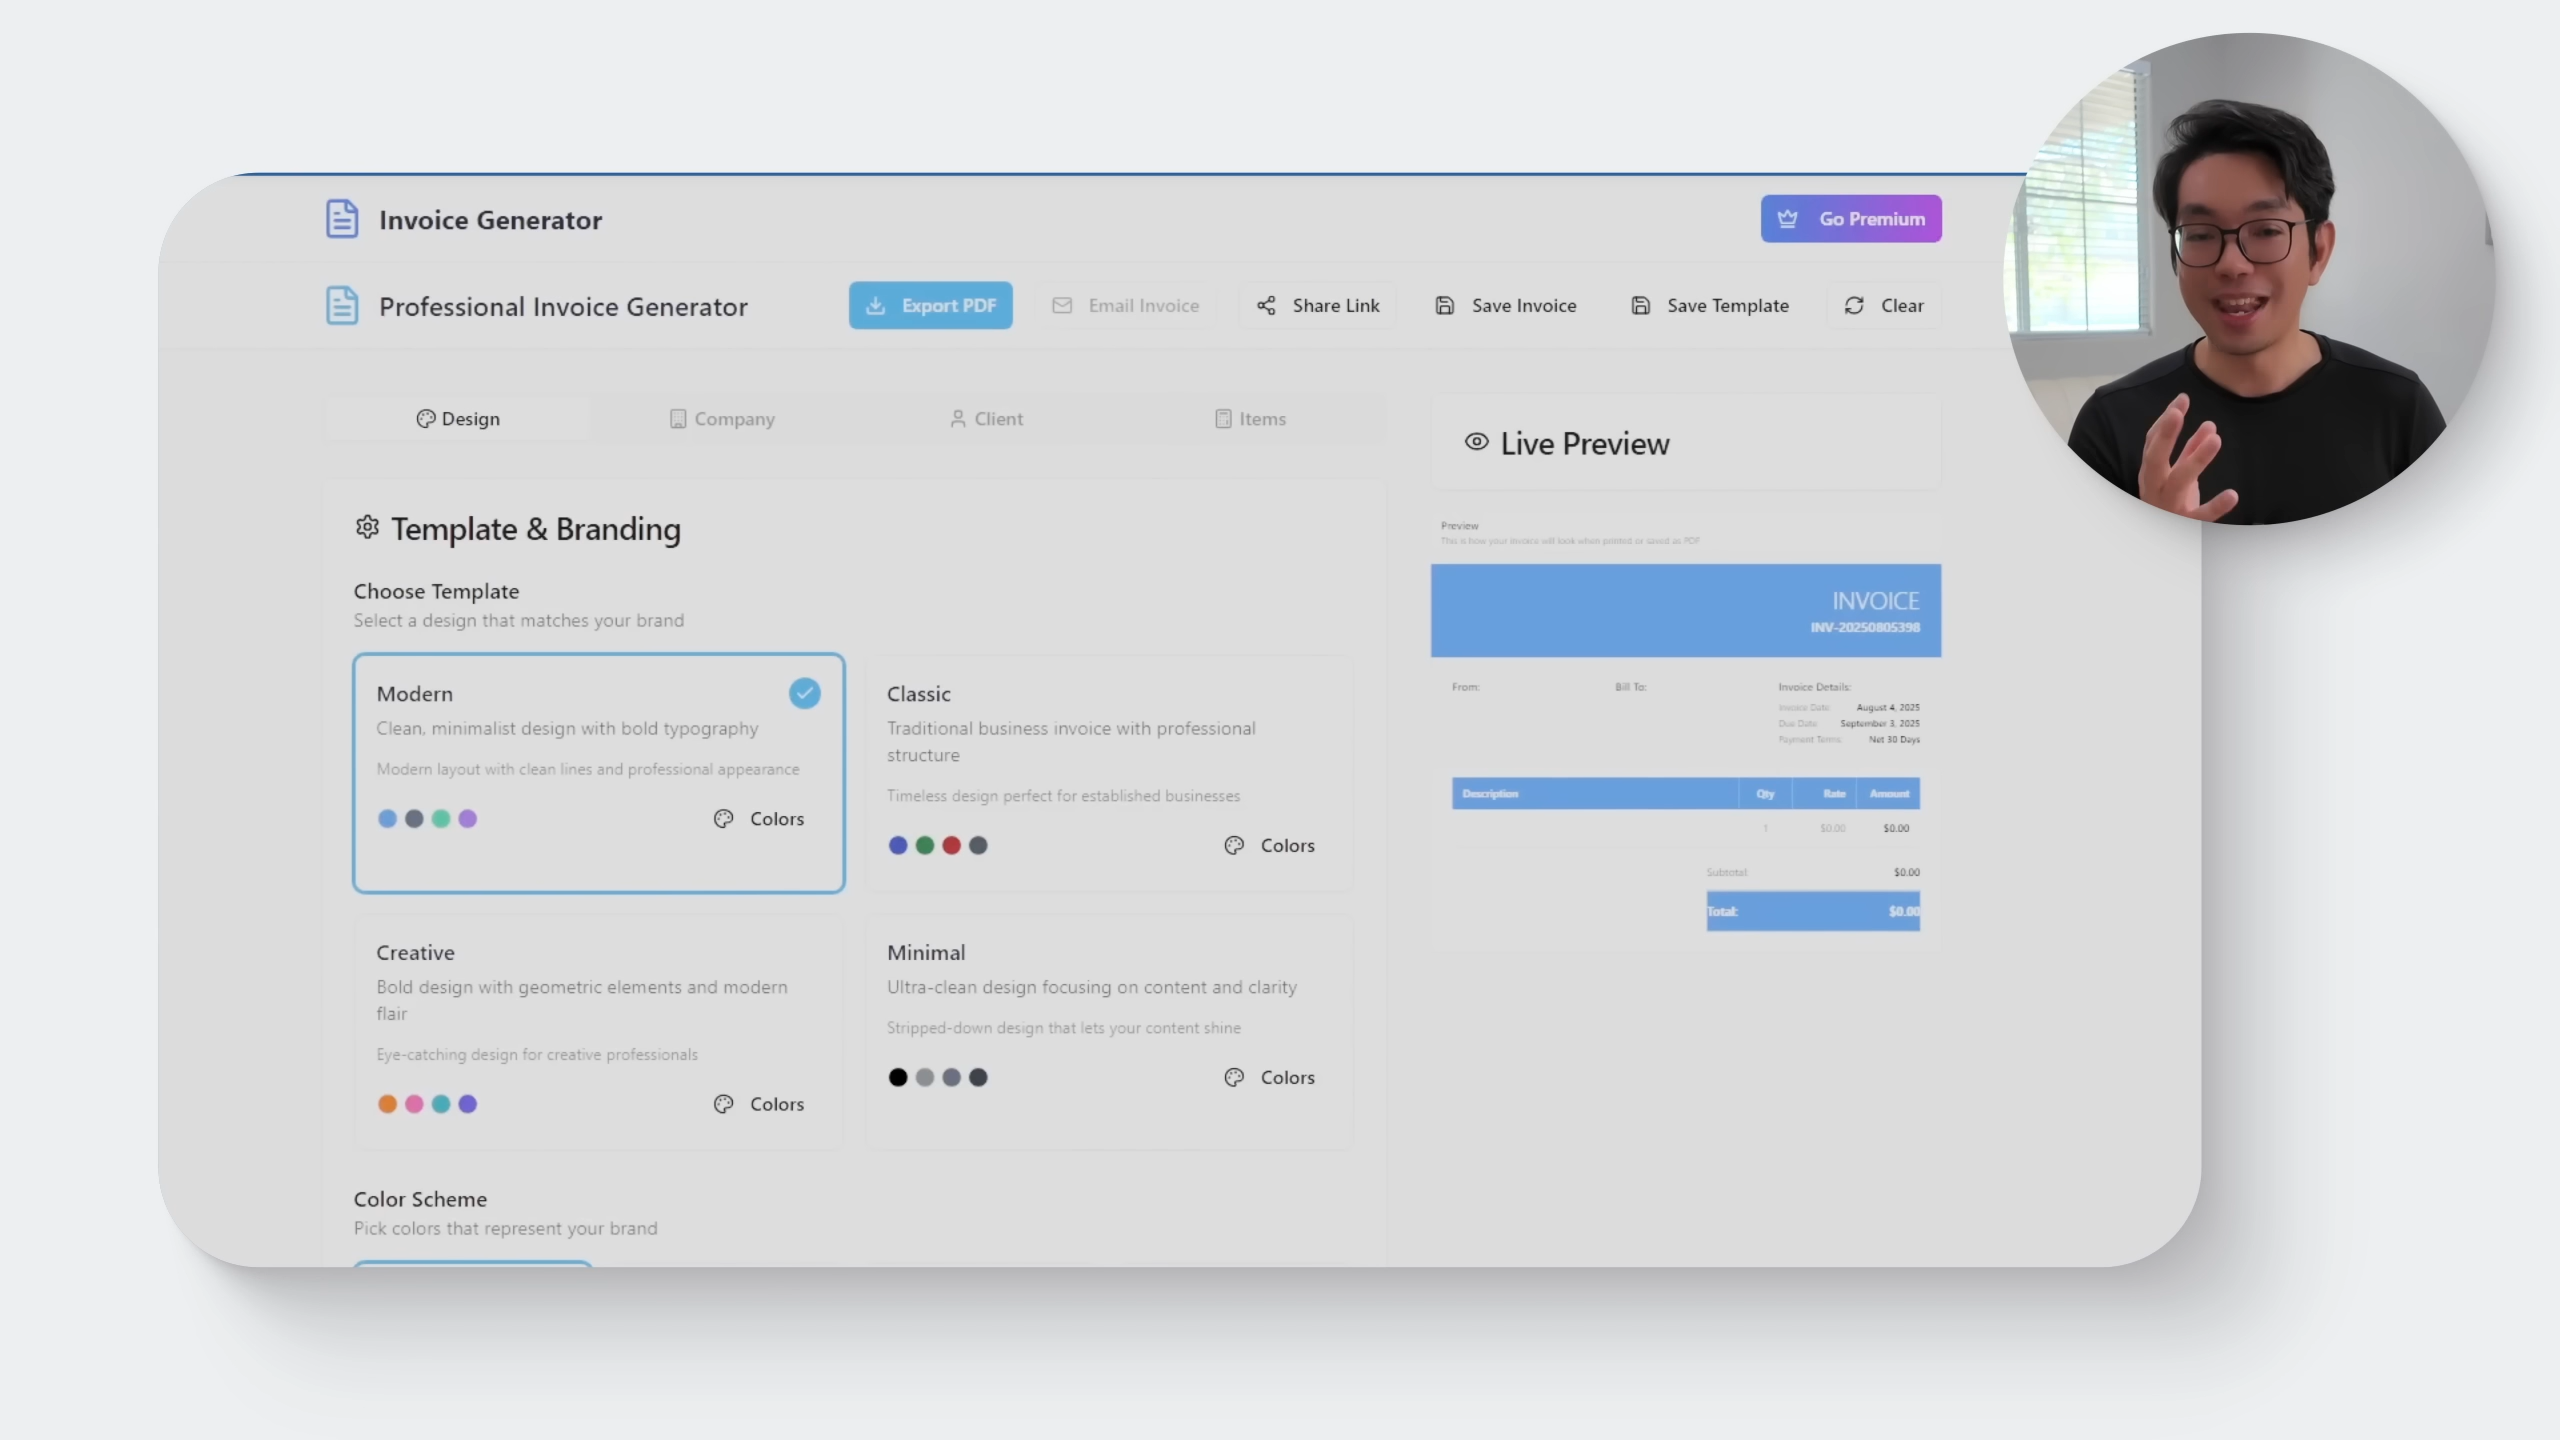 Invoice Generator
Go Premium
Professional Invoice Generator
Export PDF
Email Invoice
Share Link
Save Invoice
Save Template
Clear
Design
Company
Client
Items
Template & Branding
Choose Template
Select a design that matches your brand
Modern
Clean, minimalist design with bold typography
Modern layout with clean lines and professional appearance
Colors
Classic
Traditional business invoice with professional
structure
Timeless design perfect for established businesses
Colors
Creative
Bold design with geometric elements and modern
flair
Eye-catching design for creative professionals
Colors
Minimal
Ultra-clean design focusing on content and clarity
Stripped-down design that lets your content shine
Colors
Color Scheme
Pick colors that represent your brand
Live Preview
Preview
This is how your invoice will look when printed or saved as PDF
INVOICE
INV-20250805398
From:
Bill To:
Invoice Details:
Invoice Date: August 4, 2025
Due Date: September 3, 2025
Payment Terms: Net 30 Days
Description Qty Rate Amount
1 $0.00 $0.00
Subtotal: $0.00
Total: $0.00